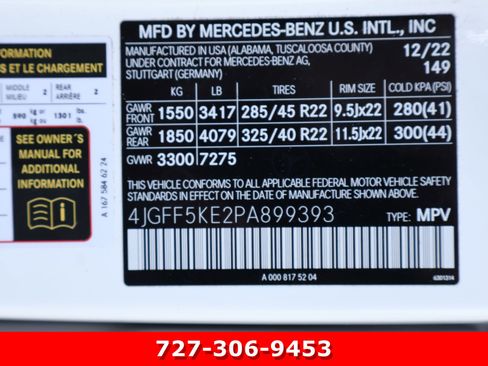 NFORMATION
S ET LE CHARGEMENT
MIDDLE
MILIEU 2
REAR
ARRIÈRE 2
590 kg or 1301 lbs.
SEE OWNER´S
MANUAL FOR
ADDITIONAL
INFORMATION
A 167 584 62 24
MFD BY MERCEDES-BENZ U.S. INTL., INC
MANUFACTURED IN USA (ALABAMA, TUSCALOOSA COUNTY) 12/22
UNDER CONTRACT FOR MERCEDES-BENZ AG, 149
STUTTGART (GERMANY)
KG LB TIRES RIM SIZE COLD KPA (PSI)
GAWR FRONT 1550 3417 285/45 R22 9.5Jx22 280(41)
GAWR REAR 1850 4079 325/40 R22 11.5Jx22 300(44)
GVWR 3300 7275
THIS VEHICLE CONFORMS TO ALL APPLICABLE FEDERAL MOTOR VEHICLE SAFETY
STANDARDS IN EFFECT ON THE DATE OF MANUFACTURE SHOWN ABOVE.
4JGFF5KE2PA899393 TYPE: MPV
A 000 817 52 04
727-306-9453